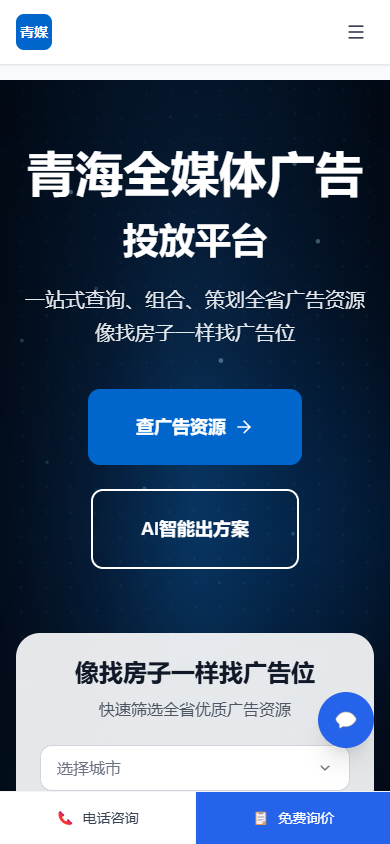 青媒
青海全媒体广告
投放平台
一站式查询、组合、策划全省广告资源
像找房子一样找广告位
查广告资源 →
AI智能出方案
像找房子一样找广告位
快速筛选全省优质广告资源
选择城市
电话咨询
免费询价